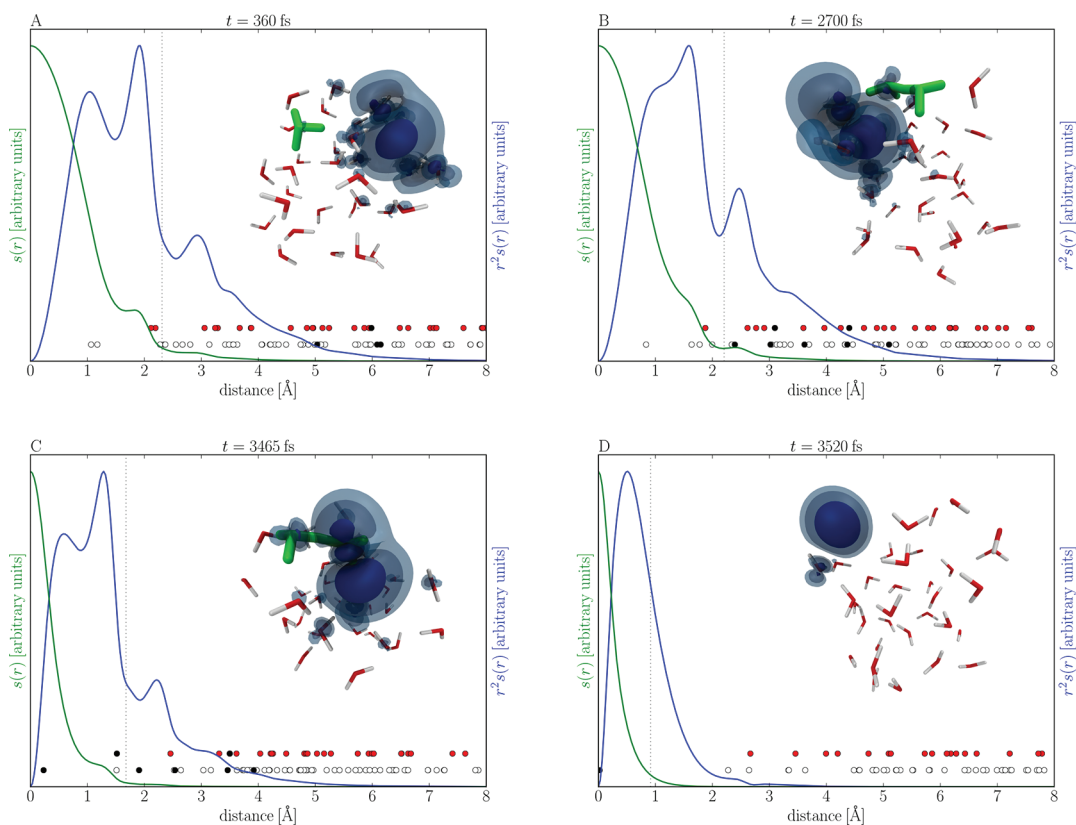 A
t = 360 fs
s(r) [arbitrary units]
r²s(r) [arbitrary units]
0 1 2 3 4 5 6 7 8
distance [Å]
B
t = 2700 fs
s(r) [arbitrary units]
r²s(r) [arbitrary units]
0 1 2 3 4 5 6 7 8
distance [Å]
C
t = 3465 fs
s(r) [arbitrary units]
r²s(r) [arbitrary units]
0 1 2 3 4 5 6 7 8
distance [Å]
D
t = 3520 fs
s(r) [arbitrary units]
r²s(r) [arbitrary units]
0 1 2 3 4 5 6 7 8
distance [Å]